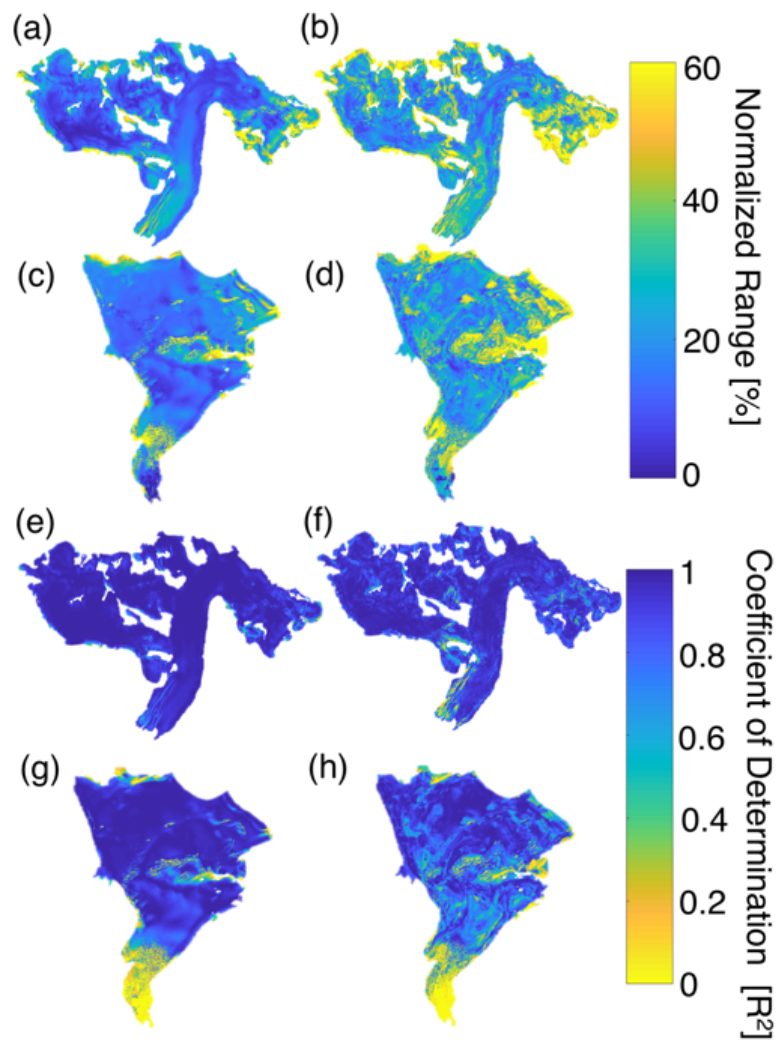 (a)
(b)
60
40
20
0
Normalized Range [%]
(c)
(d)
(e)
(f)
1
0.8
0.6
0.4
0.2
0
Coefficient of Determination [R²]
(g)
(h)